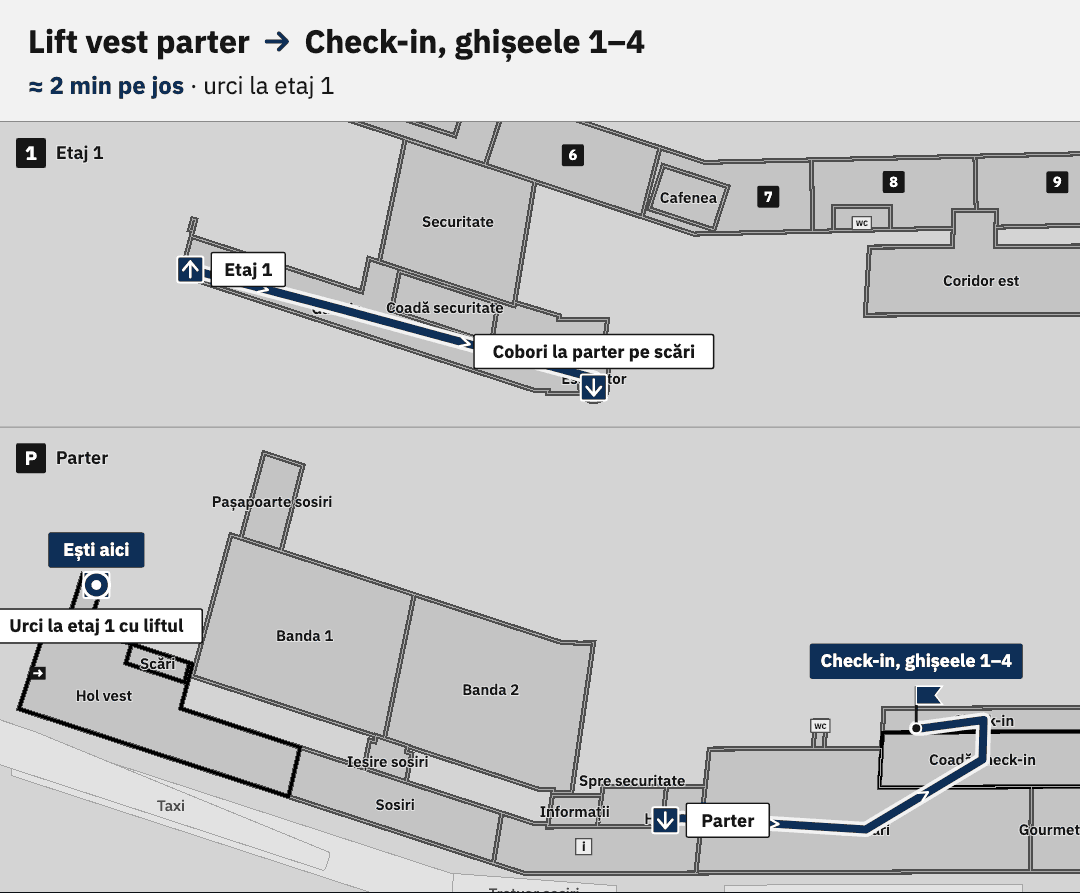 Lift vest parter → Check-in, ghișeele 1–4
≈ 2 min pe jos · urci la etaj 1
1 Etaj 1
6
Cafenea
7
8
9
WC
Securitate
Coridor est
Etaj 1
Coadă securitate
Cobori la parter pe scări
P Parter
Pașapoarte sosiri
Ești aici
Urci la etaj 1 cu liftul
Scări
Hol vest
Banda 1
Banda 2
Check-in, ghișeele 1–4
WC
Ieșire sosiri
Spre securitate
Taxi
Sosiri
Informații
Parter
Gourmet
i
Trotuar sosiri